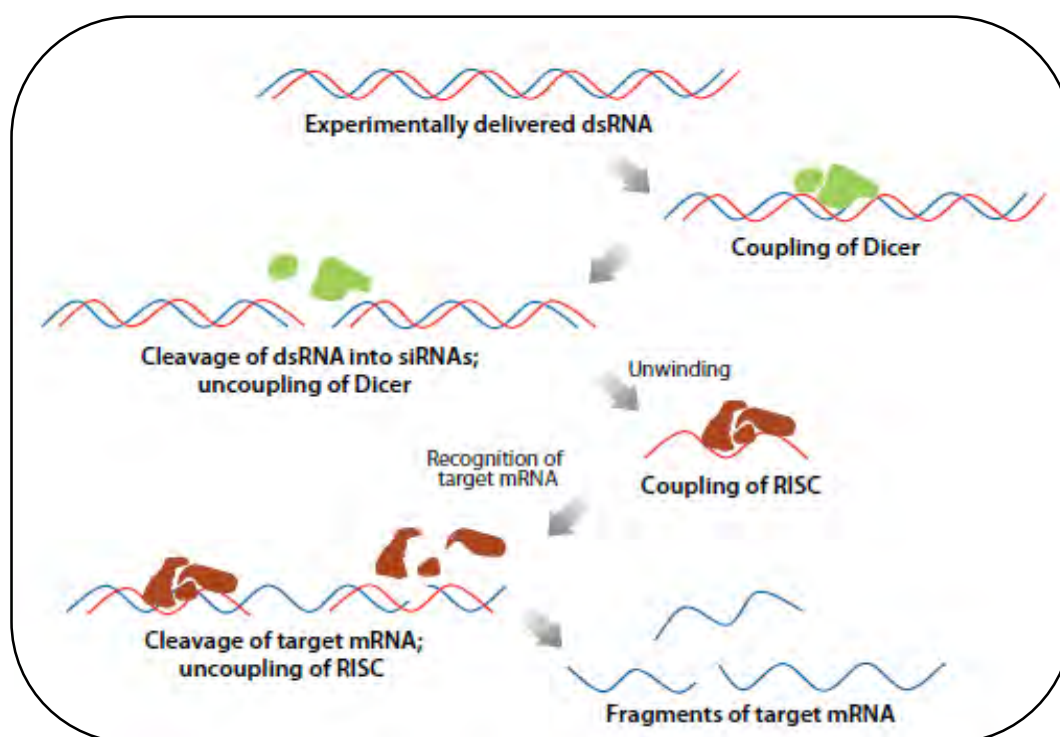 Experimentally delivered dsRNA
Coupling of Dicer
Cleavage of dsRNA into siRNAs;
uncoupling of Dicer
Unwinding
Coupling of RISC
Recognition of
target mRNA
Cleavage of target mRNA;
uncoupling of RISC
Fragments of target mRNA